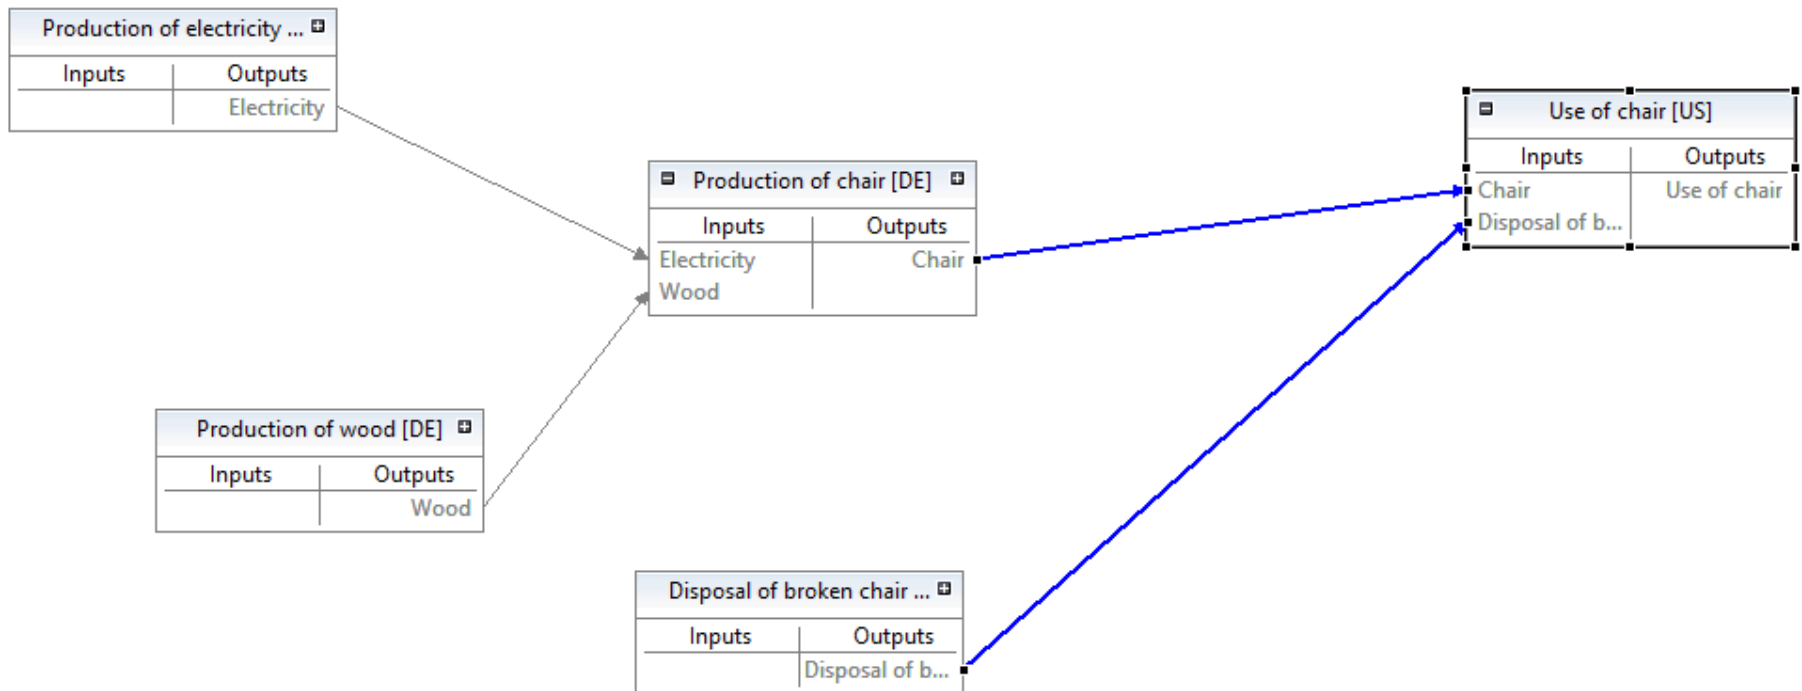 Production of electricity ...
Inputs Outputs
Electricity
Use of chair [US]
Inputs Outputs
Chair Use of chair
Disposal of b...
Production of chair [DE]
Inputs Outputs
Electricity Chair
Wood
Production of wood [DE]
Inputs Outputs
Wood
Disposal of broken chair ...
Inputs Outputs
Disposal of b...